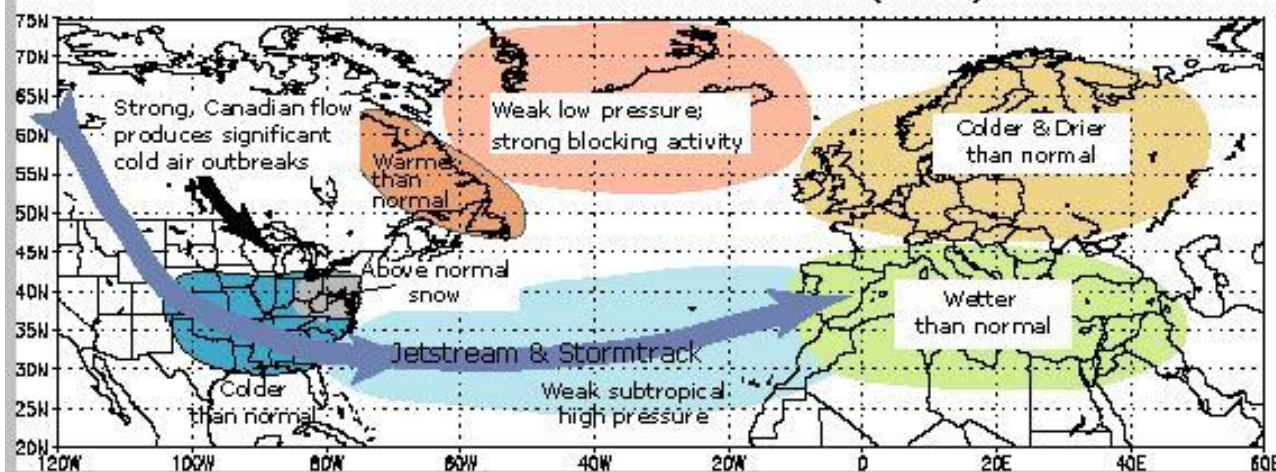 75N
70N
65N
60N
55N
50N
45N
40N
35N
30N
25N
20N
Strong, Canadian flow
produces significant
cold air outbreaks
Warme
than
normal
Weak low pressure;
strong blocking activity
Colder & Drier
than normal
Above normal
snow
Wetter
than normal
Jetstream & Stormtrack
Colder
than normal
Weak subtropical
high pressure
120W 100W 80W 60W 40W 20W 0 20E 40E 60E